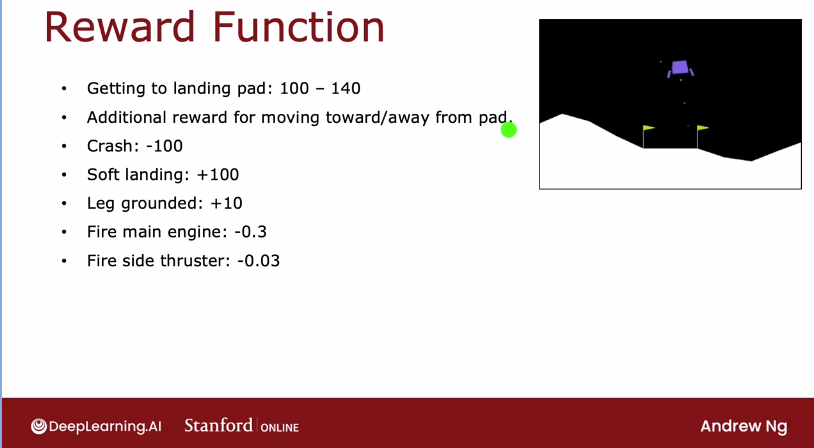 Reward Function
• Getting to landing pad: 100 – 140
• Additional reward for moving toward/away from pad.
• Crash: -100
• Soft landing: +100
• Leg grounded: +10
• Fire main engine: -0.3
• Fire side thruster: -0.03
DeepLearning.AI Stanford ONLINE Andrew Ng